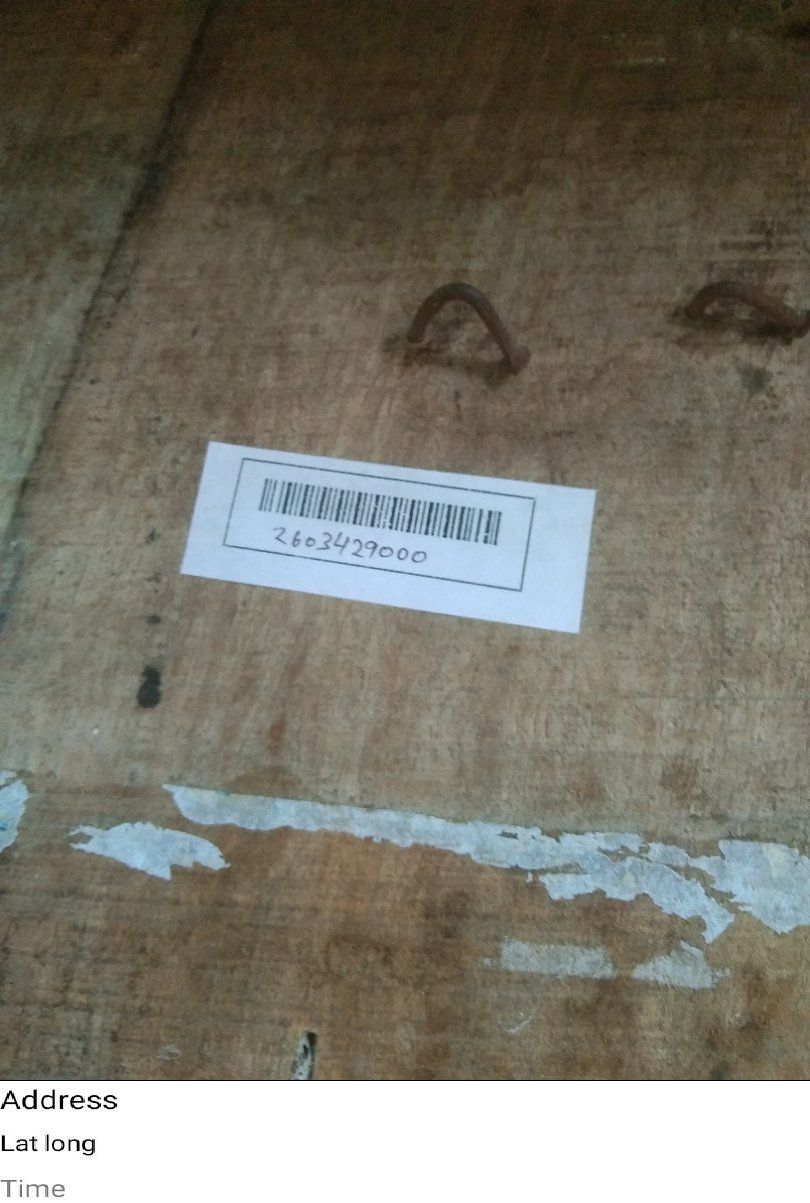 2603429000
Address
Lat long
Time